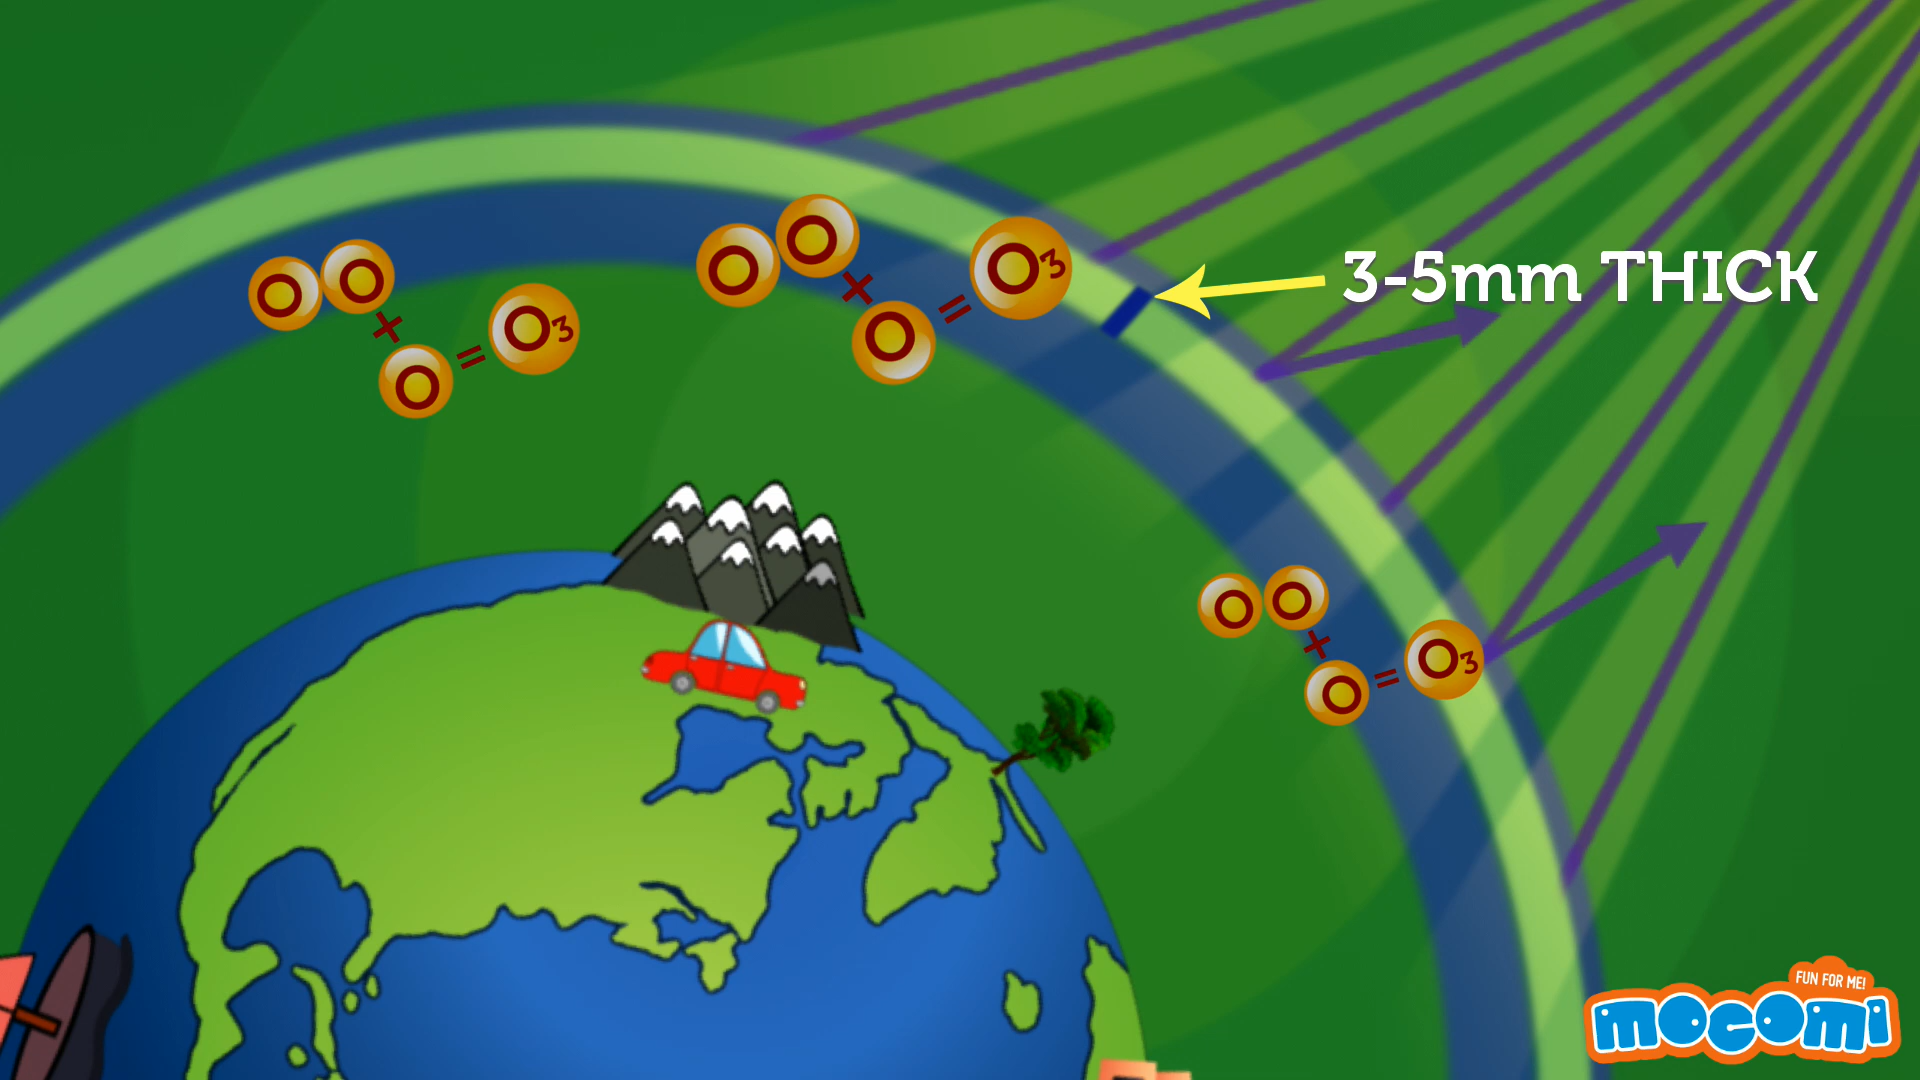 O O + O = O3
O O + O = O3
3-5mm THICK
O O + O = O3
FUN FOR ME!
mocomi